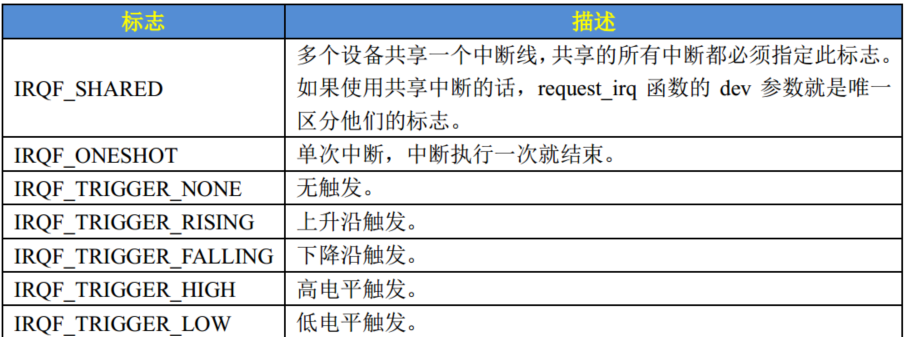 标志 描述
IRQF_SHARED
多个设备共享一个中断线，共享的所有中断都必须指定此标志。
如果使用共享中断的话，request_irq 函数的 dev 参数就是唯一
区分他们的标志。
IRQF_ONESHOT 单次中断，中断执行一次就结束。
IRQF_TRIGGER_NONE 无触发。
IRQF_TRIGGER_RISING 上升沿触发。
IRQF_TRIGGER_FALLING 下降沿触发。
IRQF_TRIGGER_HIGH 高电平触发。
IRQF_TRIGGER_LOW 低电平触发。